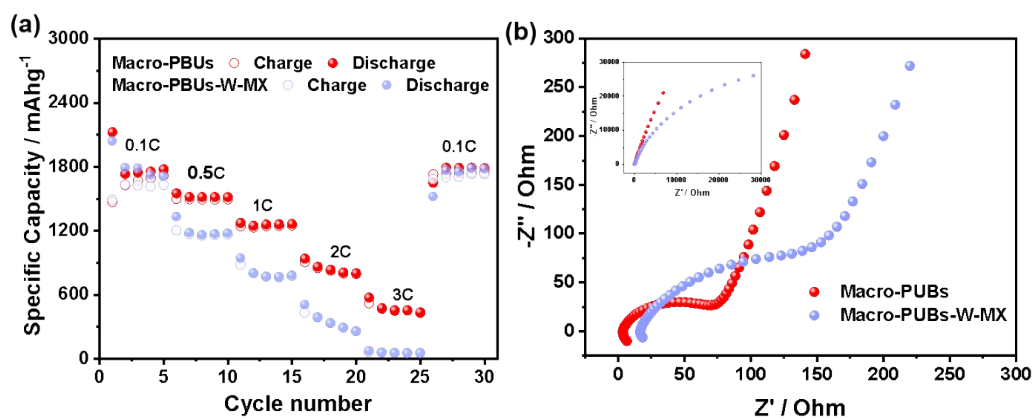 (a)
3000
2400
1800
1200
600
0
Specific Capacity / mAhg⁻¹
Macro-PBUs Charge Discharge
Macro-PBUs-W-MX Charge Discharge
0.1C
0.5C
1C
2C
3C
0.1C
0 5 10 15 20 25 30
Cycle number
(b)
300
250
200
150
100
50
0
-Z'' / Ohm
30000
20000
10000
0
-Z'' / Ohm
0 10000 20000 30000
Z' / Ohm
Macro-PUBs
Macro-PUBs-W-MX
0 50 100 150 200 250 300
Z' / Ohm